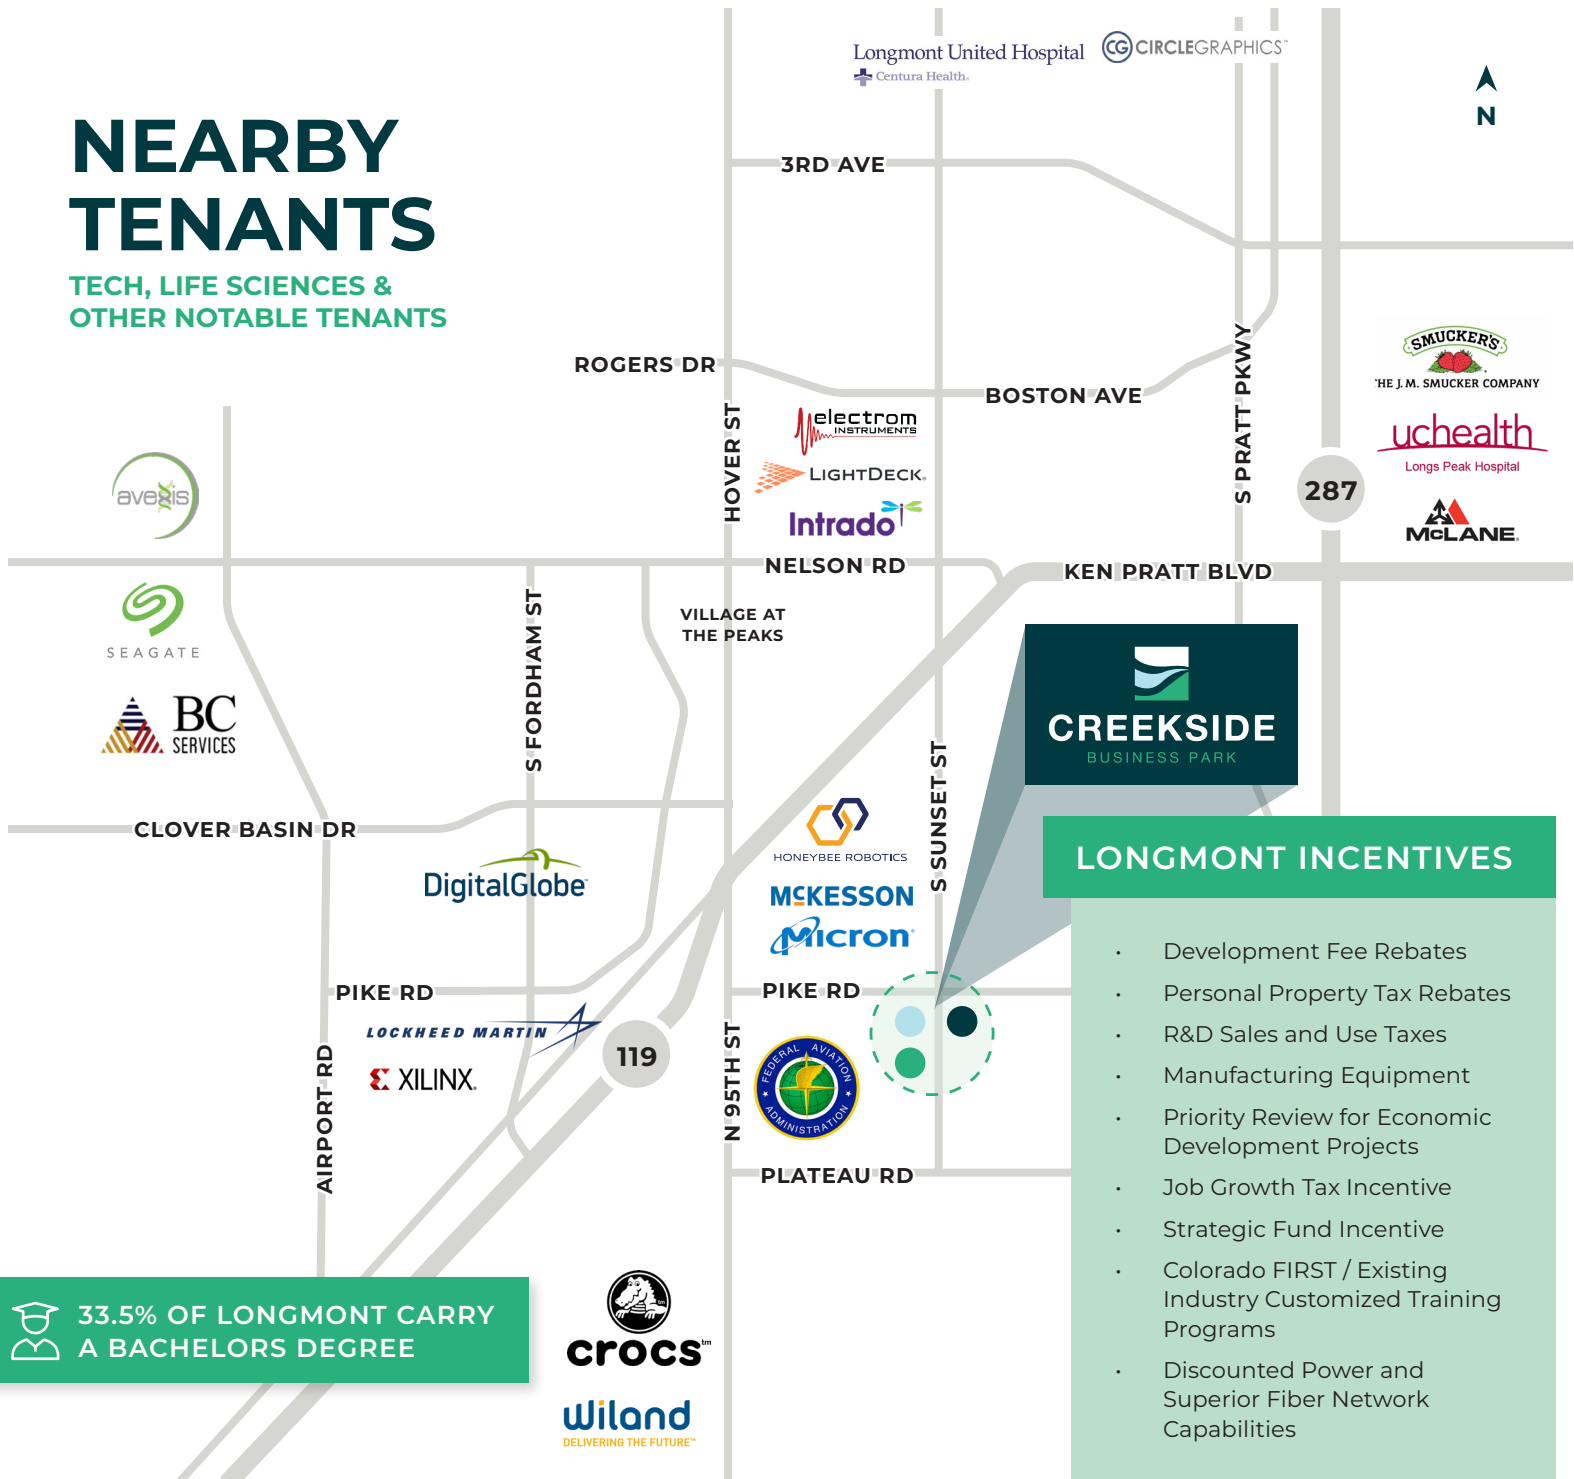 NEARBY
TENANTS
TECH, LIFE SCIENCES &
OTHER NOTABLE TENANTS
Longmont United Hospital
Centura Health®
CG CIRCLEGRAPHICS™
N
3RD AVE
ROGERS DR
BOSTON AVE
HOVER ST
S PRATT PKWY
electrom
INSTRUMENTS
LIGHTDECK®
Intrado
287
SMUCKER'S®
HE J. M. SMUCKER COMPANY
uchealth
Longs Peak Hospital
MCLANE®
avexis
NELSON RD
KEN PRATT BLVD
VILLAGE AT
THE PEAKS
SEAGATE
BC
SERVICES
S FORDHAM ST
CREEKSIDE
BUSINESS PARK
CLOVER BASIN DR
DigitalGlobe
HONEYBEE ROBOTICS
MCKESSON
Micron®
S SUNSET ST
PIKE RD
PIKE RD
LOCKHEED MARTIN
XILINX®
119
AIRPORT RD
N 95TH ST
FEDERAL AVIATION
ADMINISTRATION
PLATEAU RD
LONGMONT INCENTIVES
• Development Fee Rebates
• Personal Property Tax Rebates
• R&D Sales and Use Taxes
• Manufacturing Equipment
• Priority Review for Economic
Development Projects
• Job Growth Tax Incentive
• Strategic Fund Incentive
• Colorado FIRST / Existing
Industry Customized Training
Programs
• Discounted Power and
Superior Fiber Network
Capabilities
33.5% OF LONGMONT CARRY
A BACHELORS DEGREE
crocs™
wiland
DELIVERING THE FUTURE™